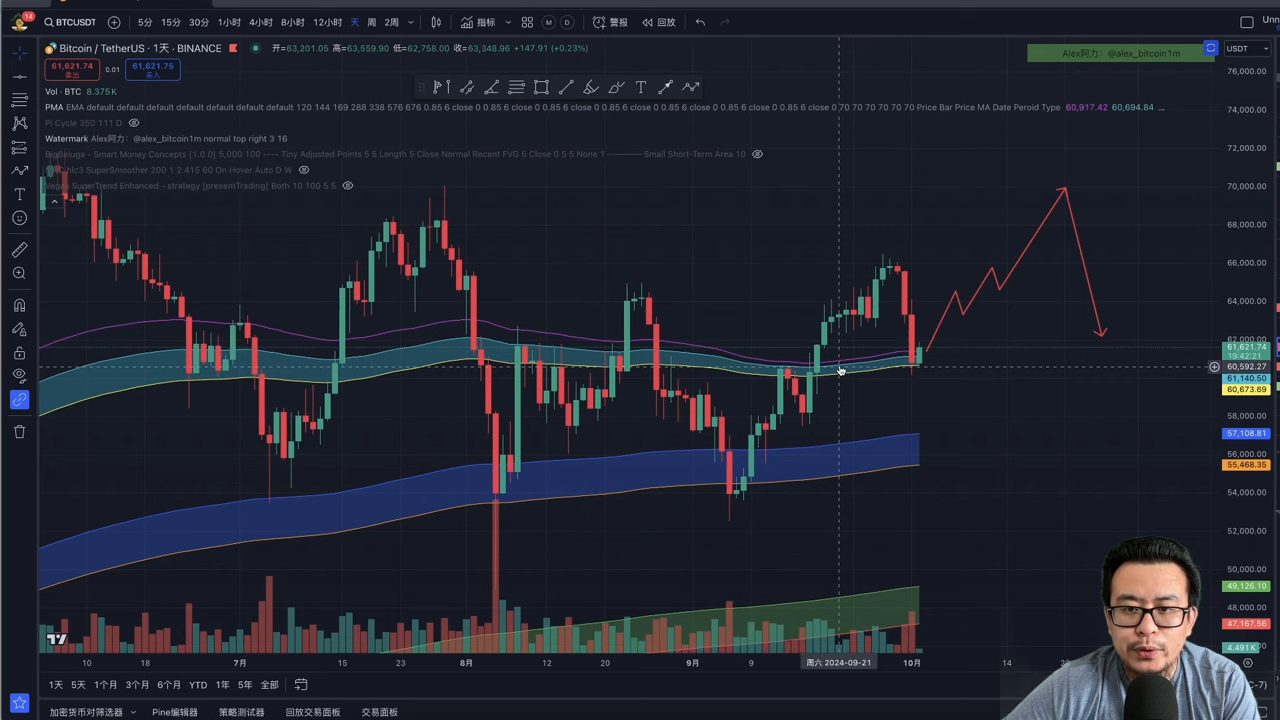 14
BTCUSDT
5分 15分 30分 1小时 4小时 8小时 12小时 天 周 2周 指标 M D 警报 回放
Bitcoin / TetherUS · 1天 · BINANCE 开=63,201.05 高=63,559.90 低=62,758.00 收=63,348.96 +147.91 (+0.23%)
Alex阿力: @alex_bitcoin1m
USDT
61,621.74 卖出 0.01 61,621.75 买入
Vol · BTC 8.375K
PMA EMA default default default default default default 120 144 169 288 338 576 676 0.85 6 close 0 0.85 6 close 0 0.85 6 close 0 0.85 6 close 0 0.85 6 close 0 0.85 6 close 0 70 70 70 70 70 70 Price Bar Price MA Date Peroid Type 60,917.42 60,694.84 ...
Pi Cycle 350 111 D
Watermark Alex阿力: @alex_bitcoin1m normal top right 3 16
BigBeluga - Smart Money Concepts [1.0.0] 5,000 100 Tiny Adjusted Points 5 5 Length 5 Close Normal Recent FVG 5 Close 0 5 5 None 1 Small Short-Term Area 10
SuperSmoother 200 1 2.415 60 On Hover Auto D W
Vegas SuperTrend Enhanced - strategy [presentTrading] Both 10 100 5 5
76,000.00
74,000.00
72,000.00
70,000.00
68,000.00
66,000.00
64,000.00
62,000.00
61,621.74
19:42:21
60,592.27
61,140.50
60,673.69
58,000.00
57,108.81
56,000.00
55,468.35
54,000.00
52,000.00
50,000.00
49,126.10
48,000.00
47,167.56
4.491K
10 18 7月 15 23 8月 12 20 9月 9 周六 2024-09-21 10月 14
1天 5天 1个月 3个月 6个月 YTD 1年 5年 全部
加密货币对筛选器 Pine编辑器 策略测试器 回放交易面板 交易面板